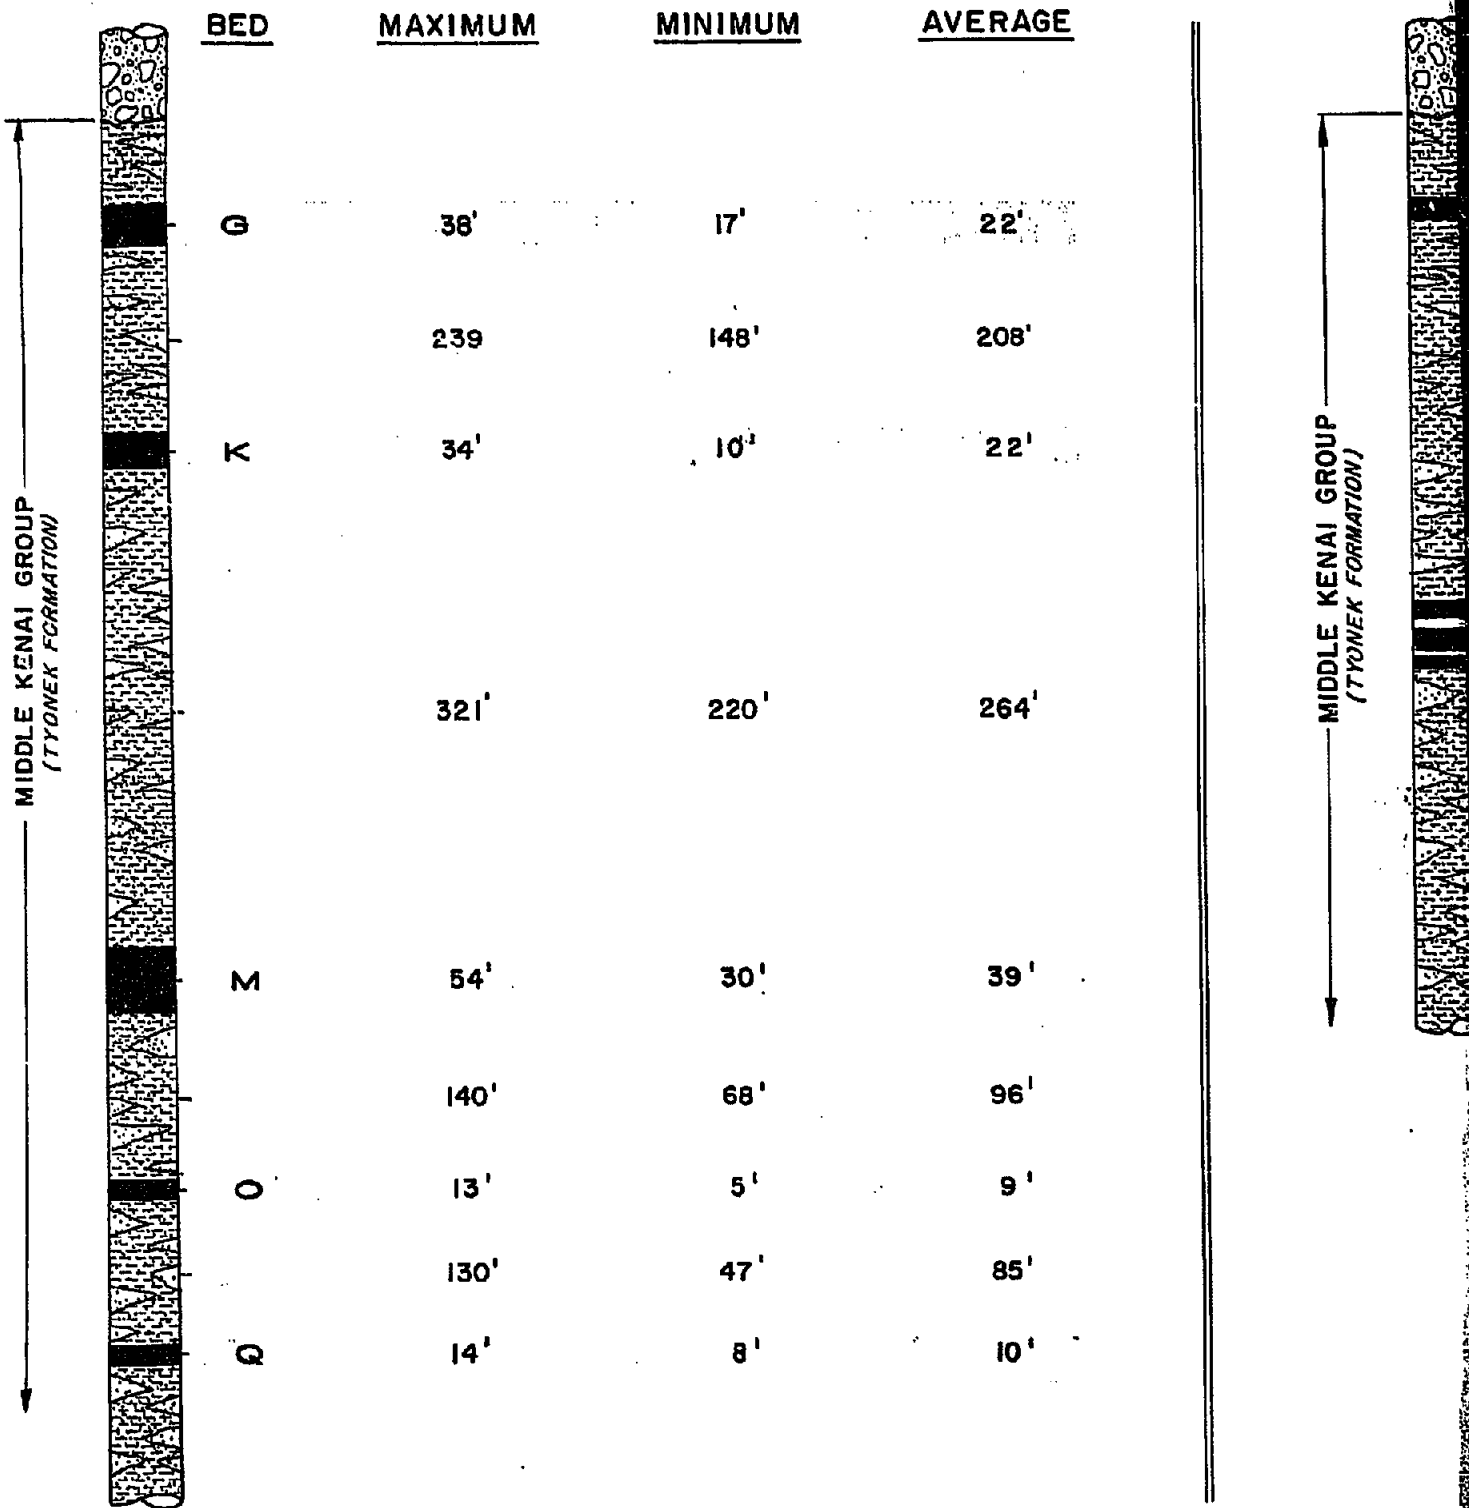 BED MAXIMUM MINIMUM AVERAGE
G 38' 17' 22'
239 148' 208'
K 34' 10' 22'
321' 220' 264'
M 54' 30' 39'
140' 68' 96'
O 13' 5' 9'
130' 47' 85'
Q 14' 8' 10'
MIDDLE KENAI GROUP
(TYONEK FORMATION)
MIDDLE KENAI GROUP
(TYONEK FORMATION)